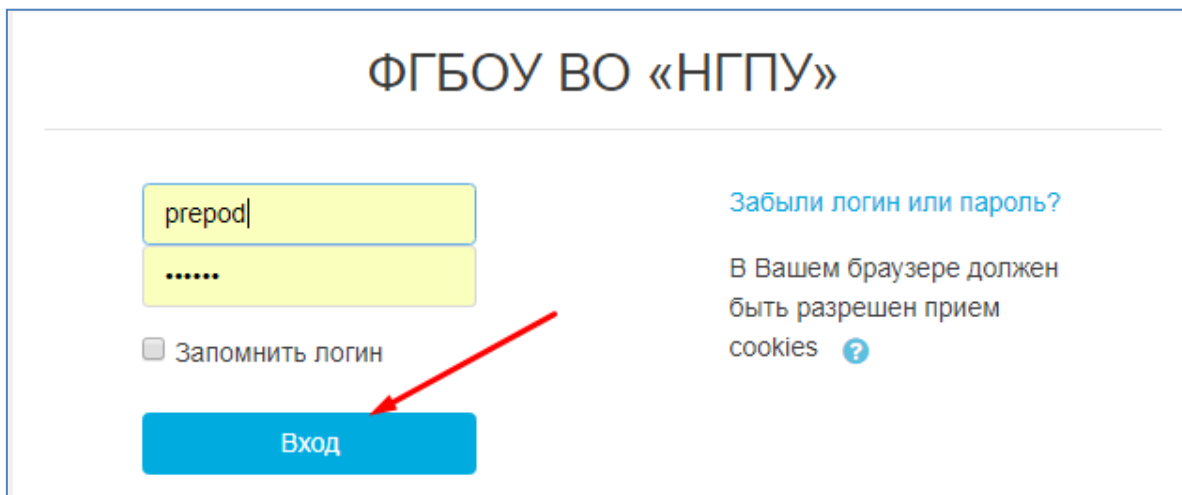 ФГБОУ ВО «НГПУ»
prepod
••••••
Запомнить логин
Вход
Забыли логин или пароль?
В Вашем браузере должен
быть разрешен прием
cookies ?